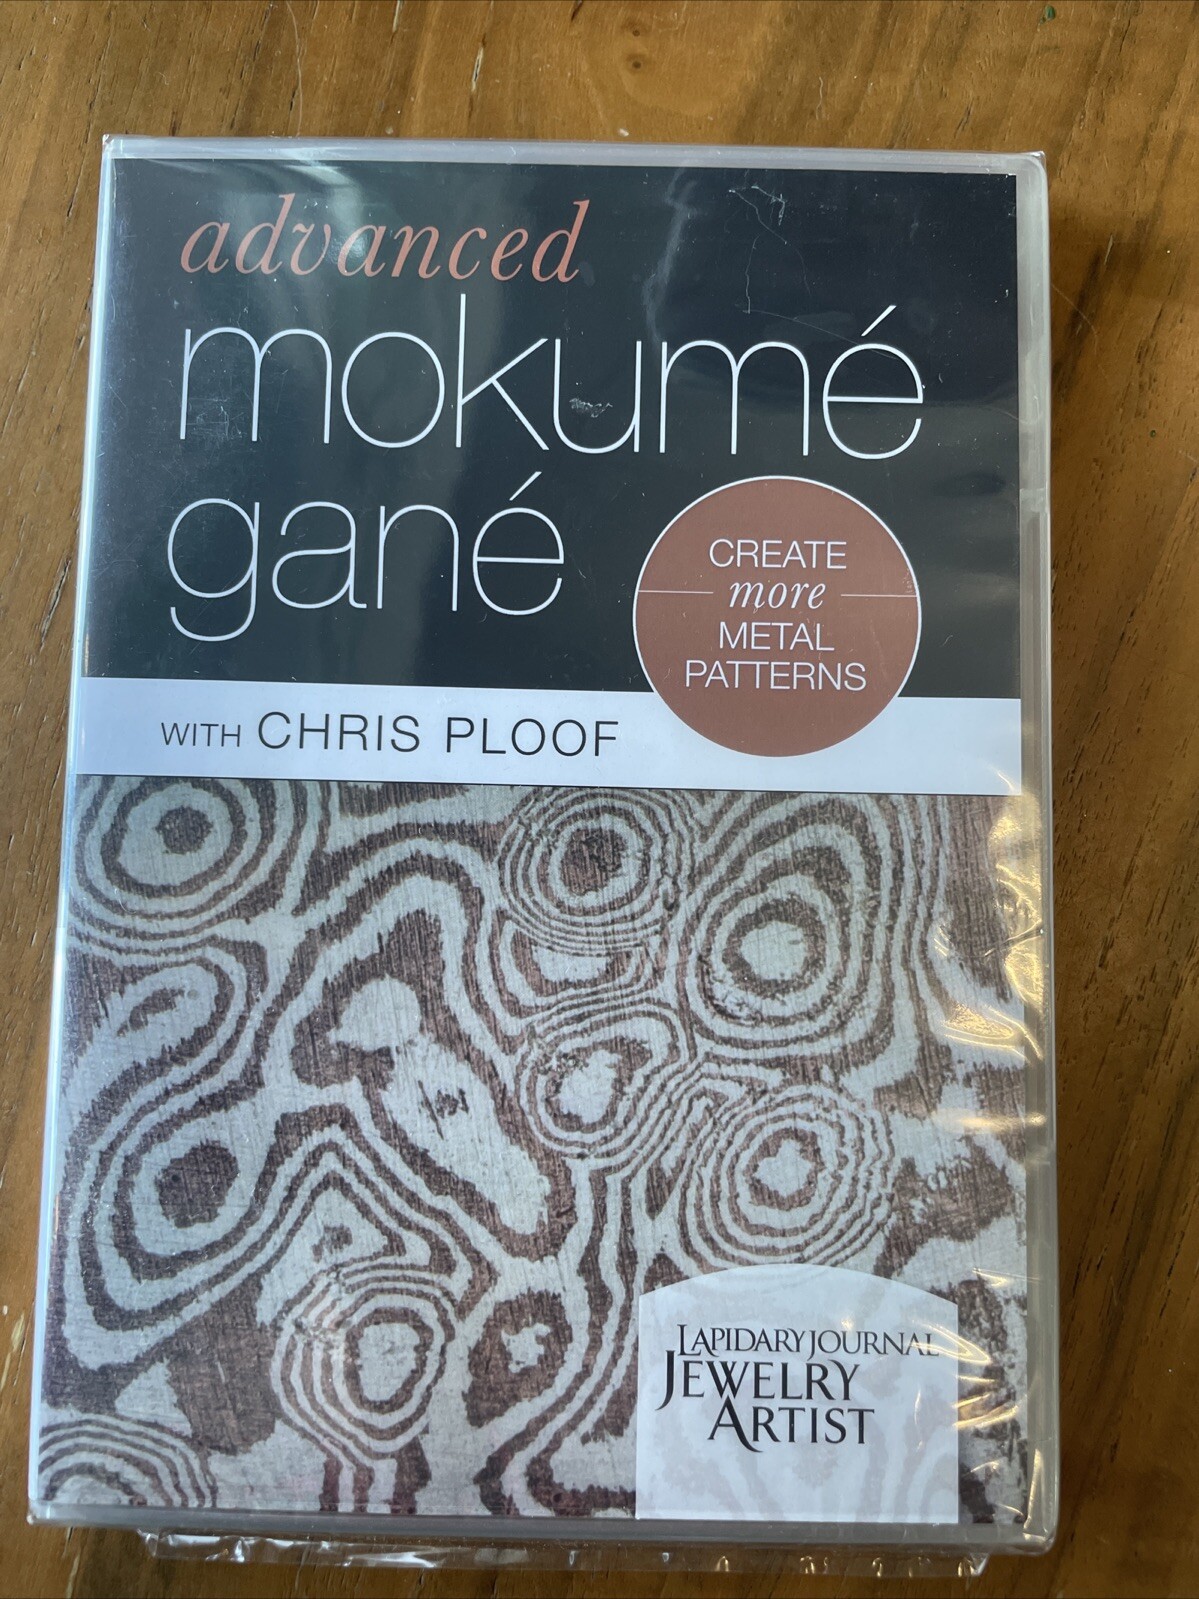 advanced
mokumé
gané
CREATE
more
METAL
PATTERNS
WITH CHRIS PLOOF
LAPIDARY JOURNAL
JEWELRY
ARTIST